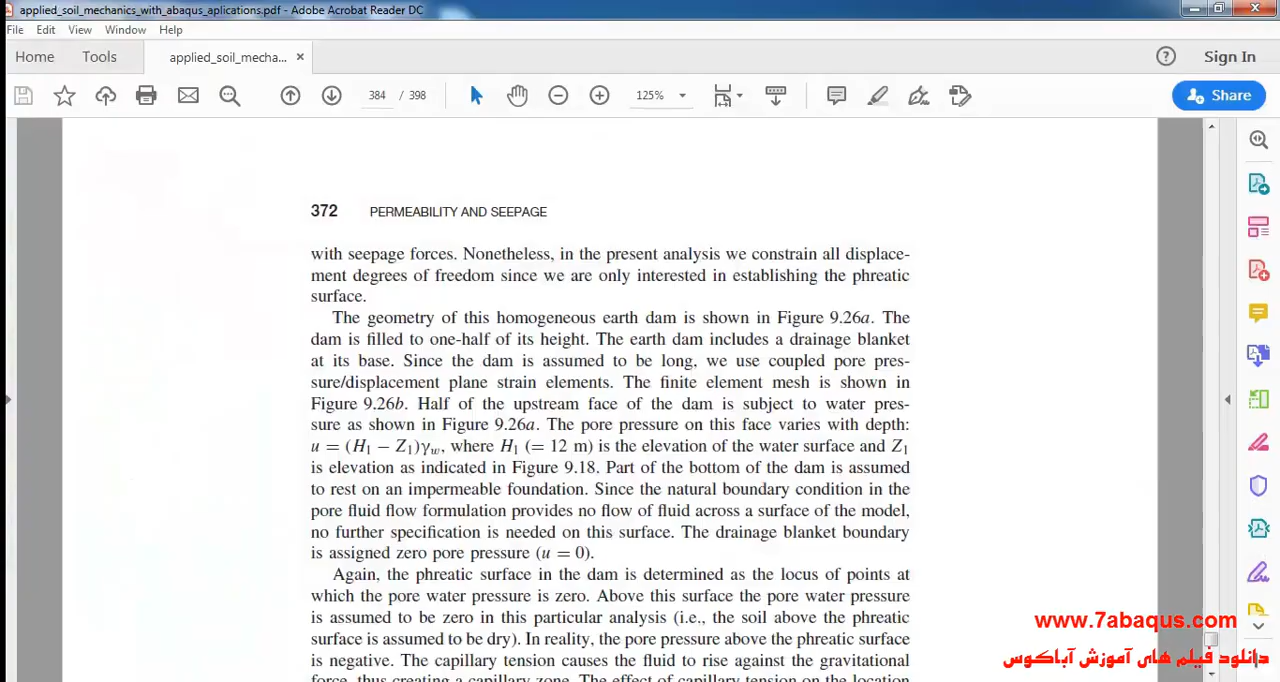 applied_soil_mechanics_with_abaqus_aplications.pdf - Adobe Acrobat Reader DC
File Edit View Window Help
Home Tools applied_soil_mecha... × ? Sign In
384 / 398 125% Share
372 PERMEABILITY AND SEEPAGE
with seepage forces. Nonetheless, in the present analysis we constrain all displace-
ment degrees of freedom since we are only interested in establishing the phreatic
surface.
The geometry of this homogeneous earth dam is shown in Figure 9.26a. The
dam is filled to one-half of its height. The earth dam includes a drainage blanket
at its base. Since the dam is assumed to be long, we use coupled pore pres-
sure/displacement plane strain elements. The finite element mesh is shown in
Figure 9.26b. Half of the upstream face of the dam is subject to water pres-
sure as shown in Figure 9.26a. The pore pressure on this face varies with depth:
u = (H₁ − Z₁)γw, where H₁ (= 12 m) is the elevation of the water surface and Z₁
is elevation as indicated in Figure 9.18. Part of the bottom of the dam is assumed
to rest on an impermeable foundation. Since the natural boundary condition in the
pore fluid flow formulation provides no flow of fluid across a surface of the model,
no further specification is needed on this surface. The drainage blanket boundary
is assigned zero pore pressure (u = 0).
Again, the phreatic surface in the dam is determined as the locus of points at
which the pore water pressure is zero. Above this surface the pore water pressure
is assumed to be zero in this particular analysis (i.e., the soil above the phreatic
surface is assumed to be dry). In reality, the pore pressure above the phreatic surface
is negative. The capillary tension causes the fluid to rise against the gravitational
force, thus creating a capillary zone. The effect of capillary tension on the location
www.7abaqus.com
دانلود فیلم های آموزش آباکوس